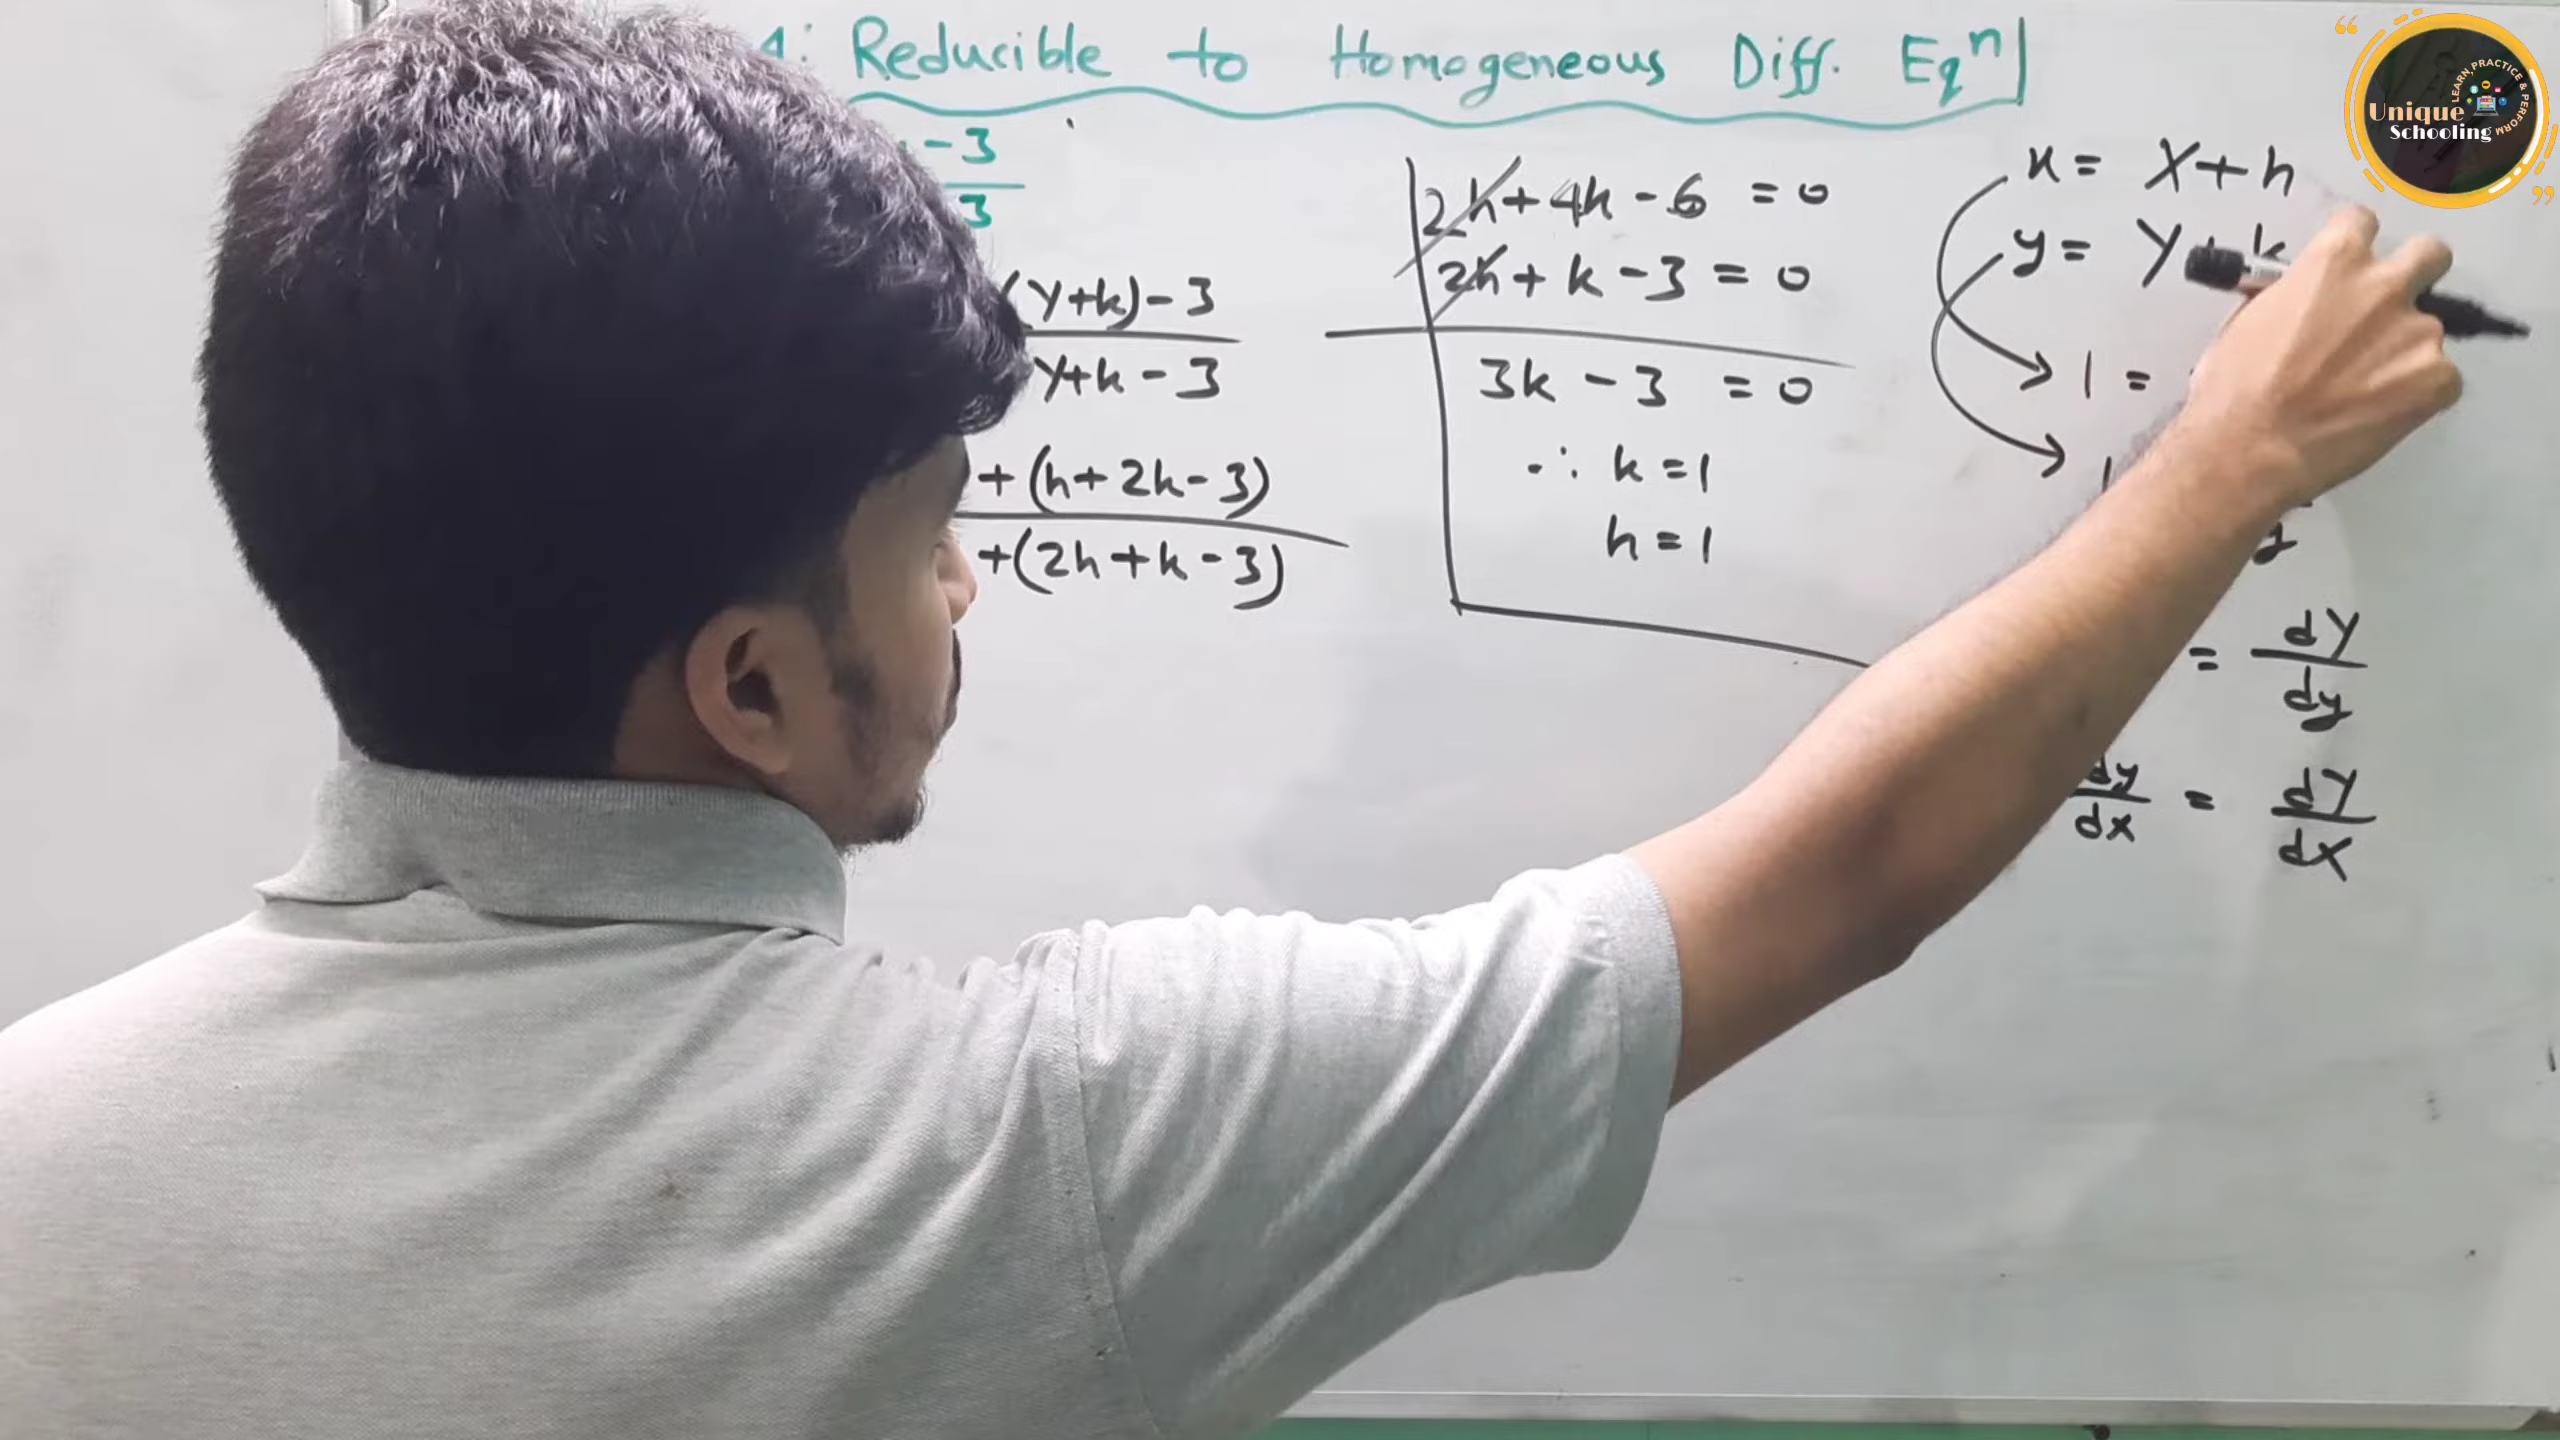 4: Reducible to Homogeneous Diff. Eqⁿ
- 3
3
(Y+k) - 3
Y+k - 3
+ (h + 2k - 3)
+ (2h + k - 3)
2h + 4k - 6 = 0
2h + k - 3 = 0
3k - 3 = 0
∴ k = 1
h = 1
x = X + h
y = Y + k
1 =
= dY
dy
dy = dY
dx dX
Unique
Schooling
LEARN PRACTICE & PERFORM